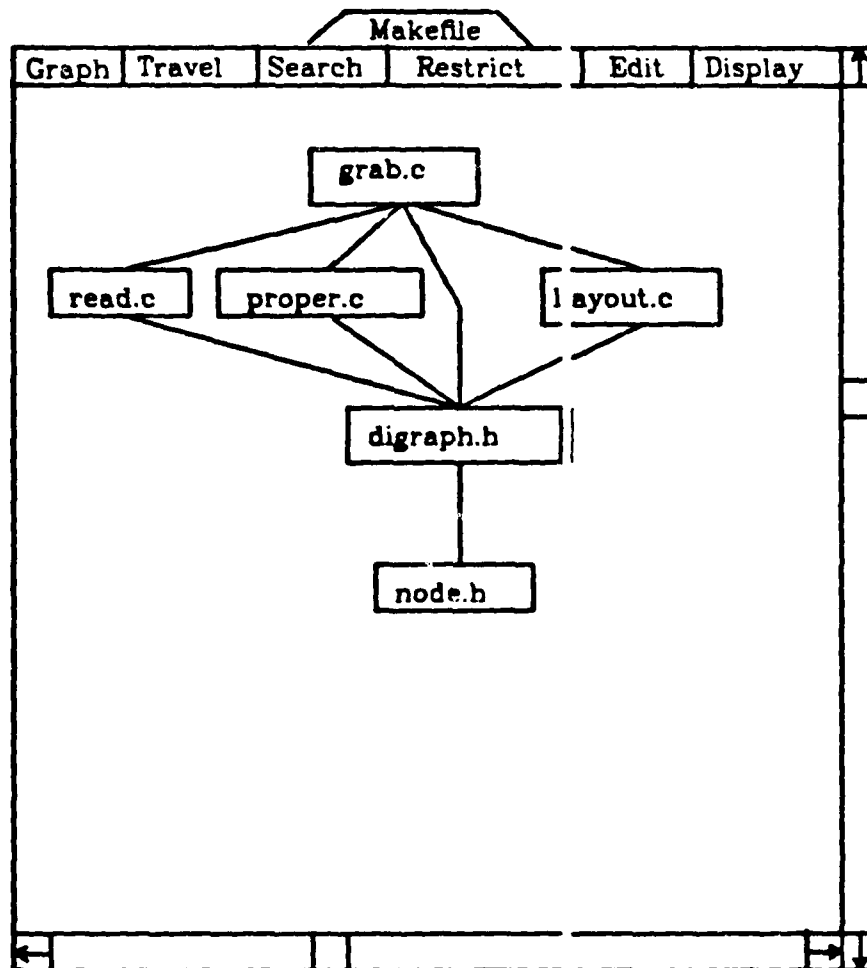 Makefile
Graph Travel Search Restrict Edit Display
grab.c
read.c proper.c layout.c
digraph.h
node.h